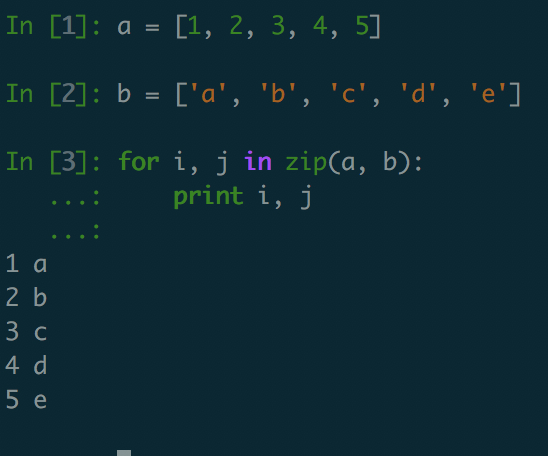 In [1]: a = [1, 2, 3, 4, 5]
In [2]: b = ['a', 'b', 'c', 'd', 'e']
In [3]: for i, j in zip(a, b):
   ...:     print i, j
   ...:
1 a
2 b
3 c
4 d
5 e